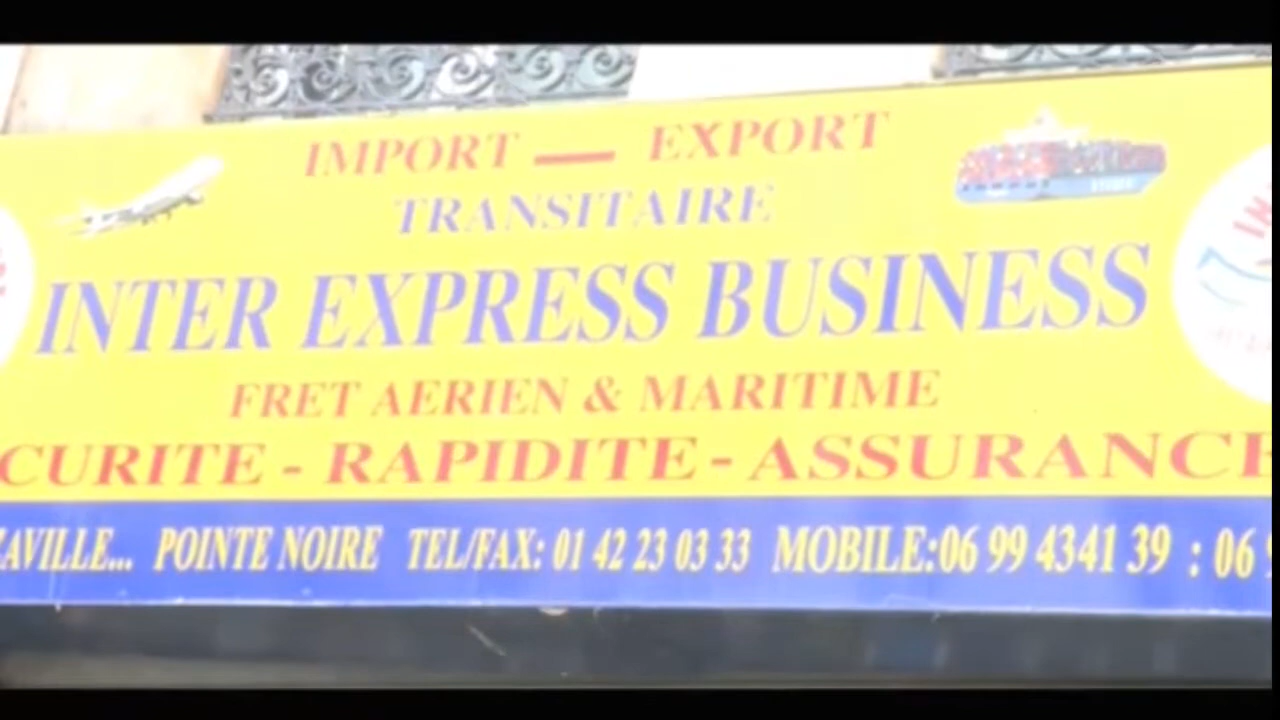 IMPORT — EXPORT
TRANSITAIRE
INTER EXPRESS BUSINESS
FRET AERIEN & MARITIME
CURITE - RAPIDITE - ASSURANCE
ZAVILLE... POINTE NOIRE TEL/FAX: 01 42 23 03 33 MOBILE:06 99 4341 39 : 06